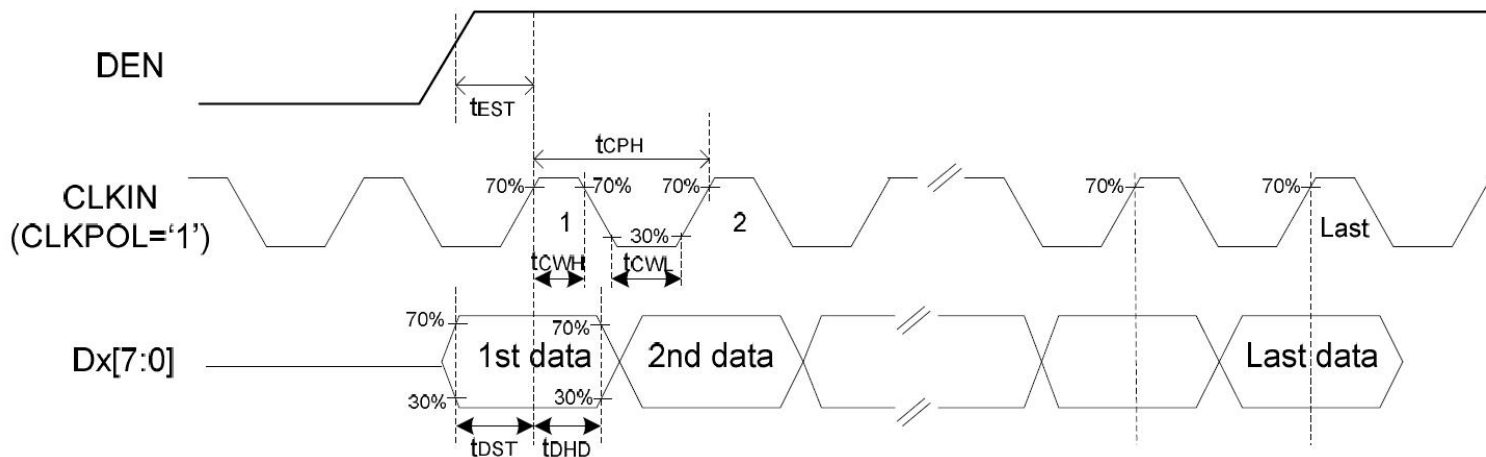 DEN
tEST
tCPH
CLKIN
(CLKPOL=‘1’)
70% 70% 70% 70% 70%
1 2 Last
30%
tCWH tCWL
70% 70%
Dx[7:0] 1st data 2nd data Last data
30% 30%
tDST tDHD